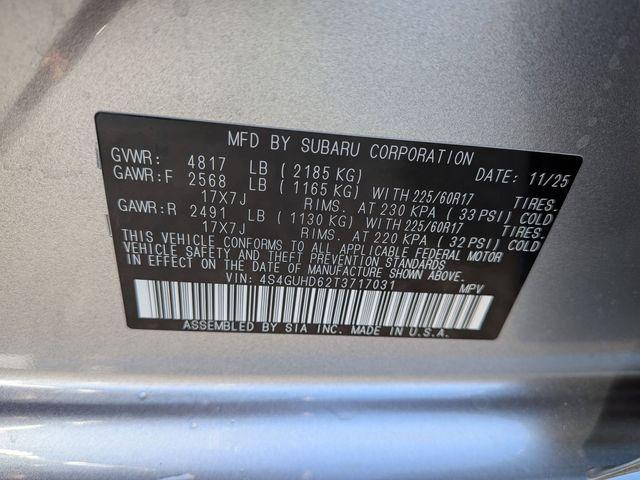 MFD BY SUBARU CORPORATION DATE: 11/25
GVWR: 4817 LB (2185 KG)
GAWR:F 2568 LB (1165 KG) WITH 225/60R17 TIRES.
17X7J RIMS. AT 230 KPA (33 PSI) COLD
GAWR:R 2491 LB (1130 KG) WITH 225/60R17 TIRES.
17X7J RIMS. AT 220 KPA (32 PSI) COLD
THIS VEHICLE CONFORMS TO ALL APPLICABLE FEDERAL MOTOR
VEHICLE SAFETY AND THEFT PREVENTION STANDARDS
IN EFFECT ON THE DATE OF MANUFACTURE SHOWN ABOVE.
VIN: 4S4GUHD62T3717031 MPV
ASSEMBLED BY SIA INC. MADE IN U.S.A.